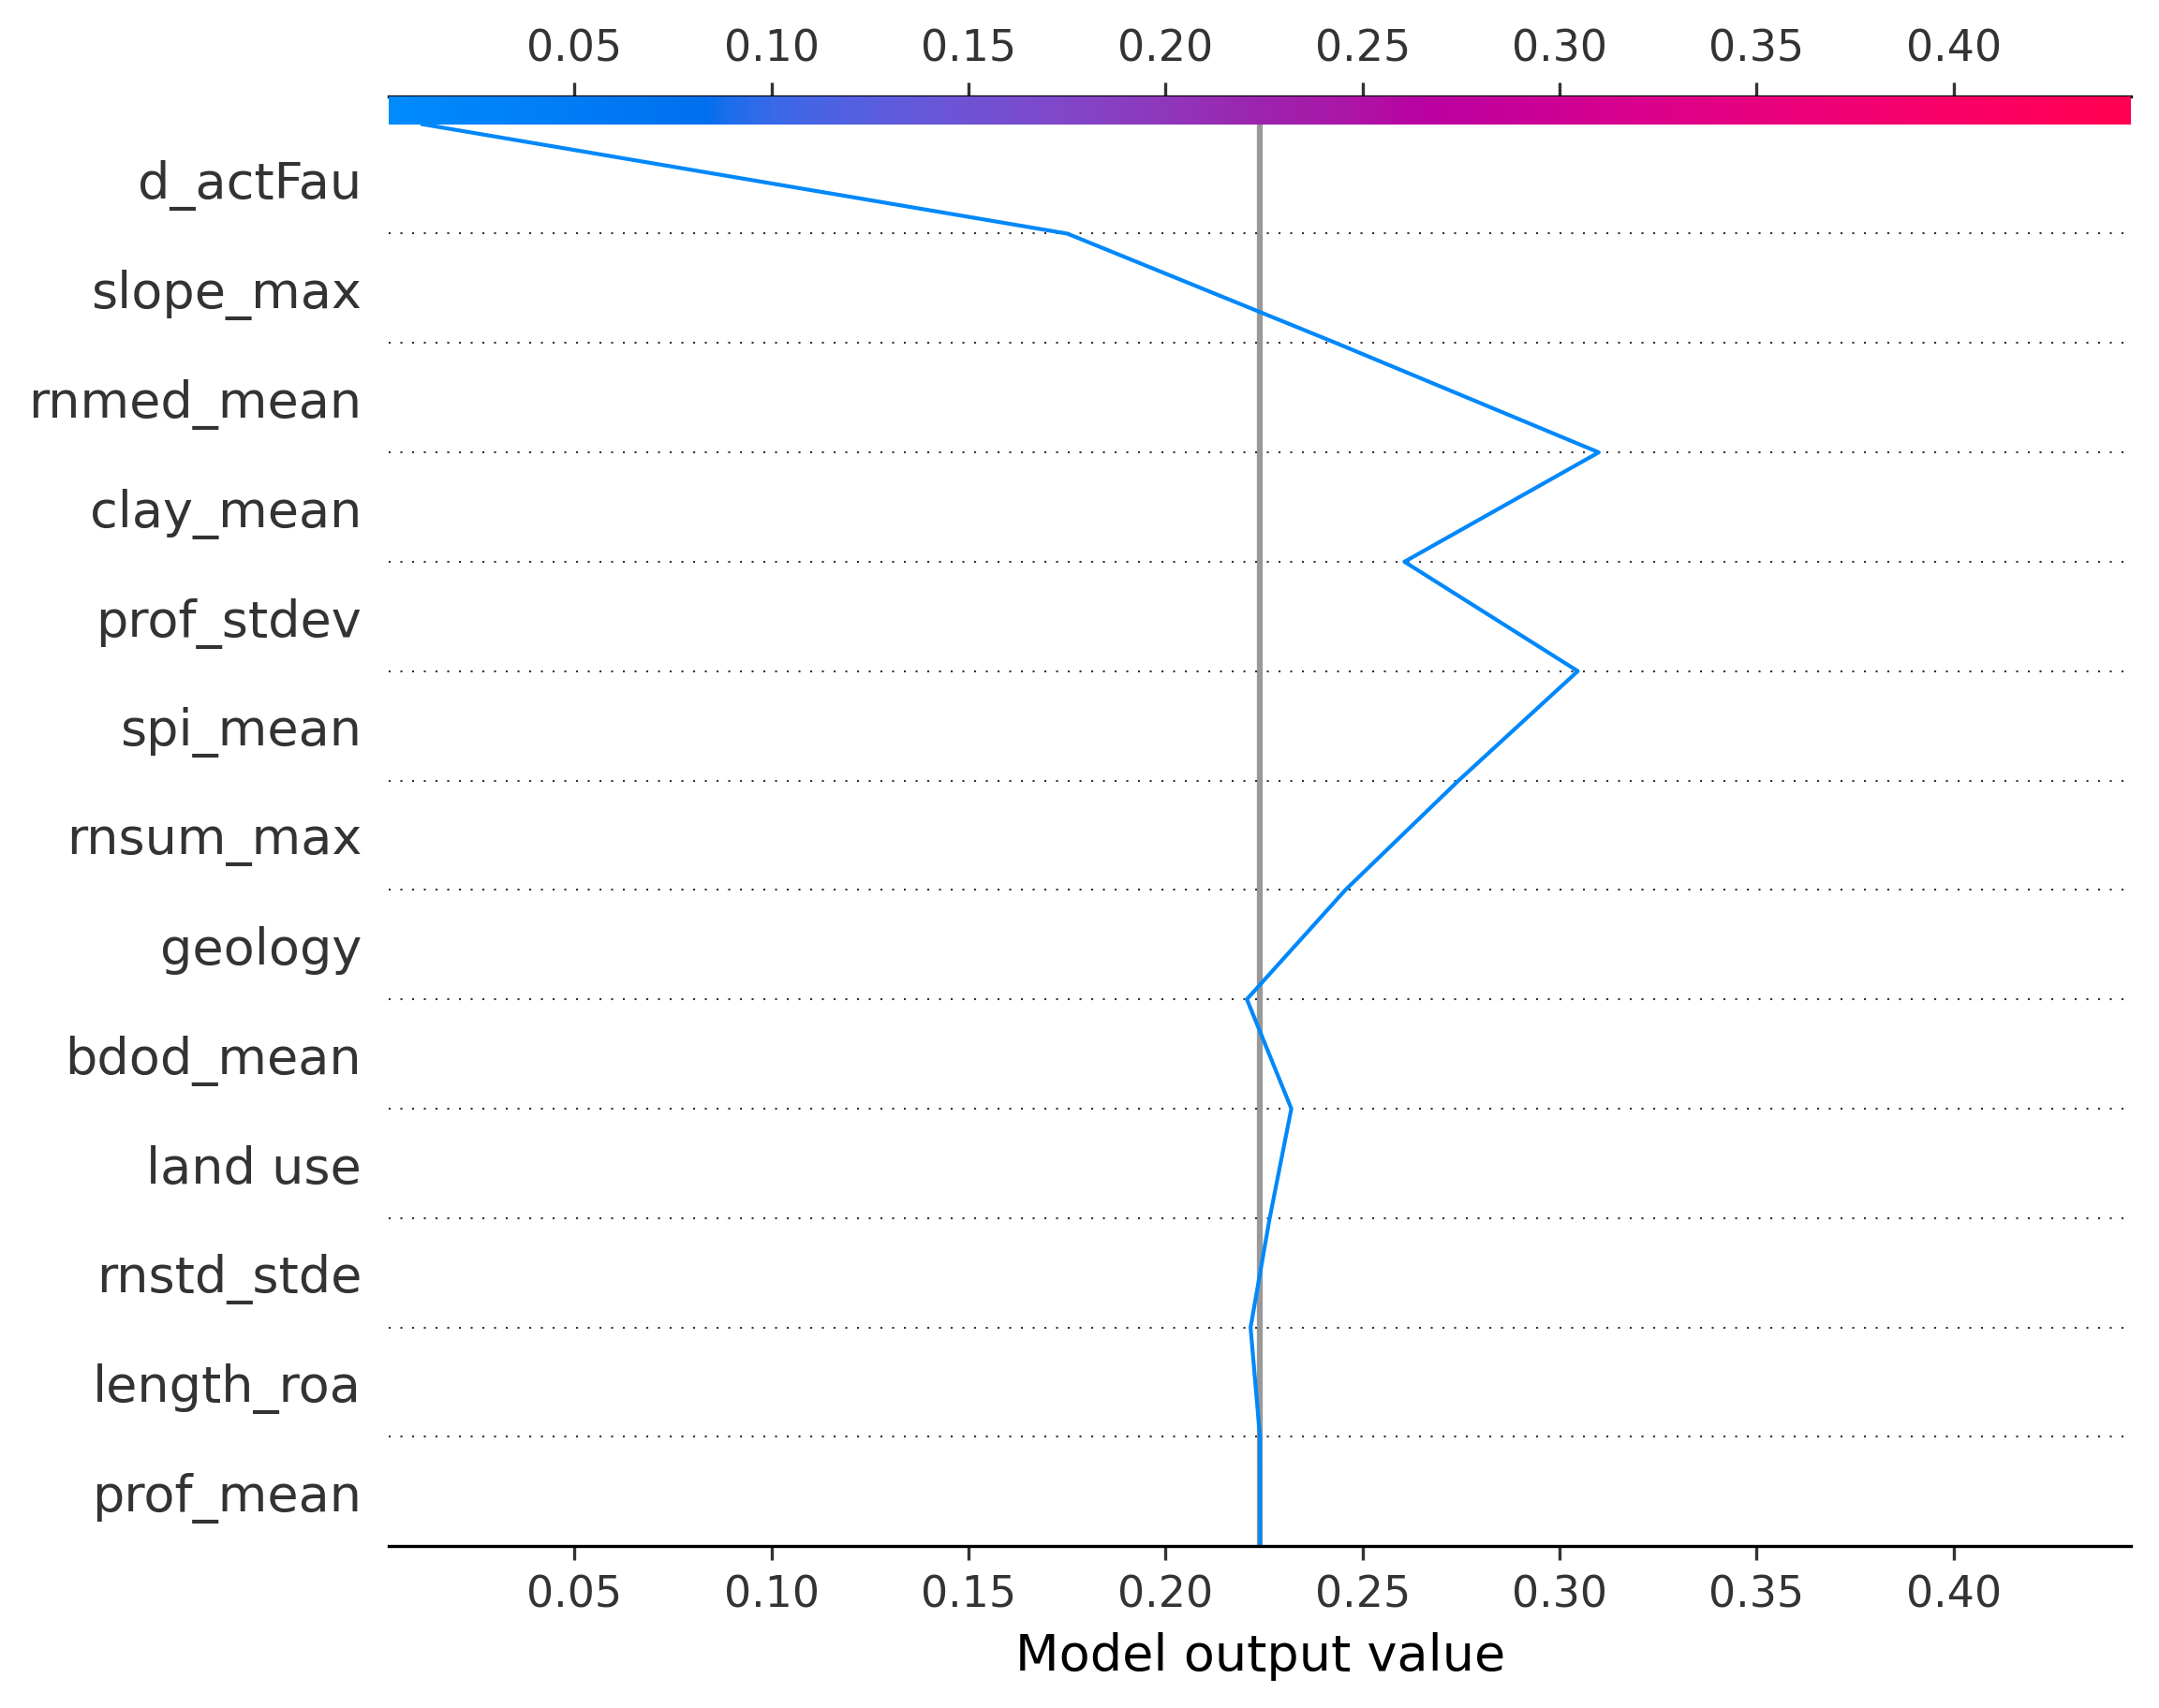 0.05 0.10 0.15 0.20 0.25 0.30 0.35 0.40
d_actFau
slope_max
rnmed_mean
clay_mean
prof_stdev
spi_mean
rnsum_max
geology
bdod_mean
land use
rnstd_stde
length_roa
prof_mean
0.05 0.10 0.15 0.20 0.25 0.30 0.35 0.40
Model output value